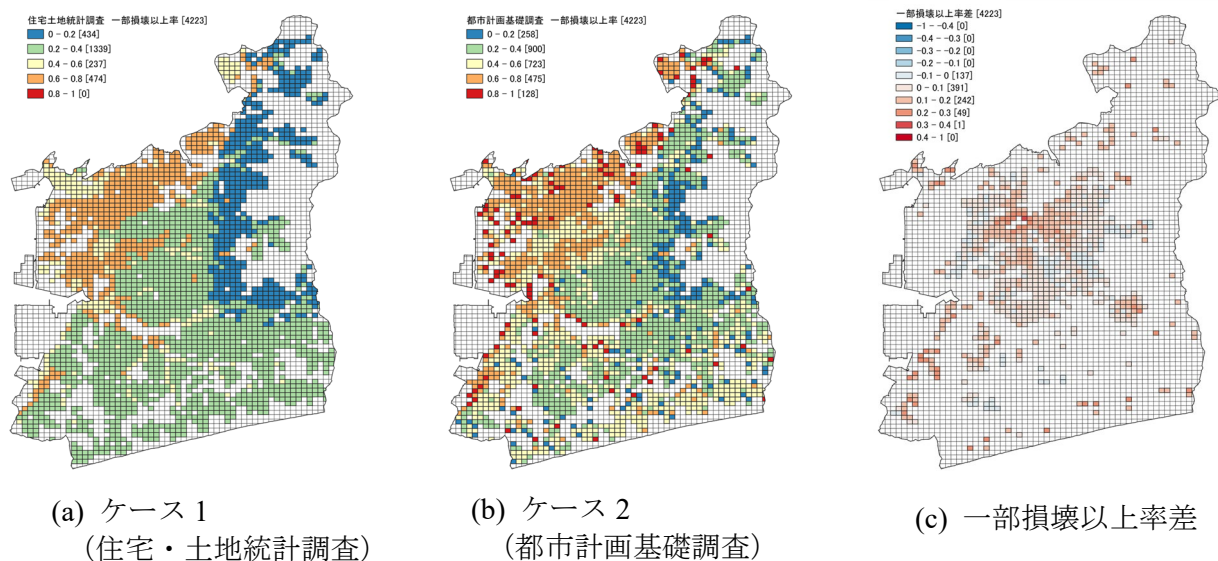 住宅土地統計調査 一部損壊以上率 [4223]
0 - 0.2 [434]
0.2 - 0.4 [1339]
0.4 - 0.6 [237]
0.6 - 0.8 [474]
0.8 - 1 [0]
都市計画基礎調査 一部損壊以上率 [4223]
0 - 0.2 [258]
0.2 - 0.4 [900]
0.4 - 0.6 [723]
0.6 - 0.8 [475]
0.8 - 1 [128]
一部損壊以上率差 [4223]
-1 - -0.4 [0]
-0.4 - -0.3 [0]
-0.3 - -0.2 [0]
-0.2 - -0.1 [0]
-0.1 - 0 [137]
0 - 0.1 [391]
0.1 - 0.2 [242]
0.2 - 0.3 [49]
0.3 - 0.4 [1]
0.4 - 1 [0]
(a) ケース 1
(住宅・土地統計調査)
(b) ケース 2
(都市計画基礎調査)
(c) 一部損壊以上率差